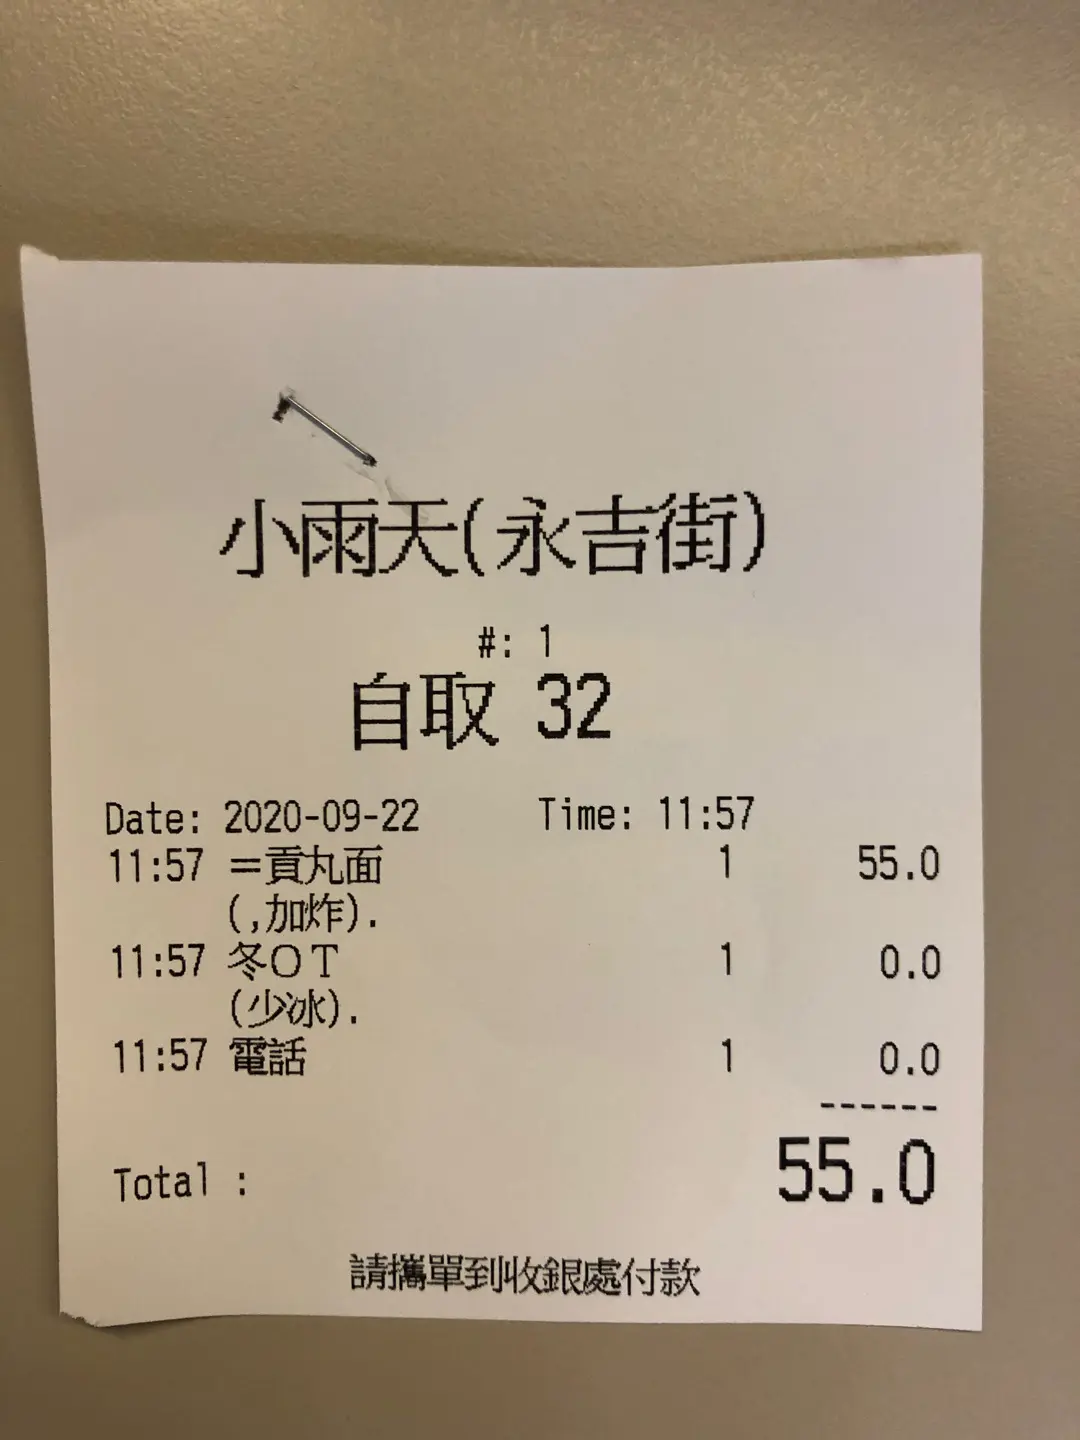 小雨天(永吉街)
#: 1
自取 32
Date: 2020-09-22 Time: 11:57
11:57 =貢丸面 1 55.0
(,加炸).
11:57 冬OT 1 0.0
(少冰).
11:57 電話 1 0.0
------
Total : 55.0
請攜單到收銀處付款